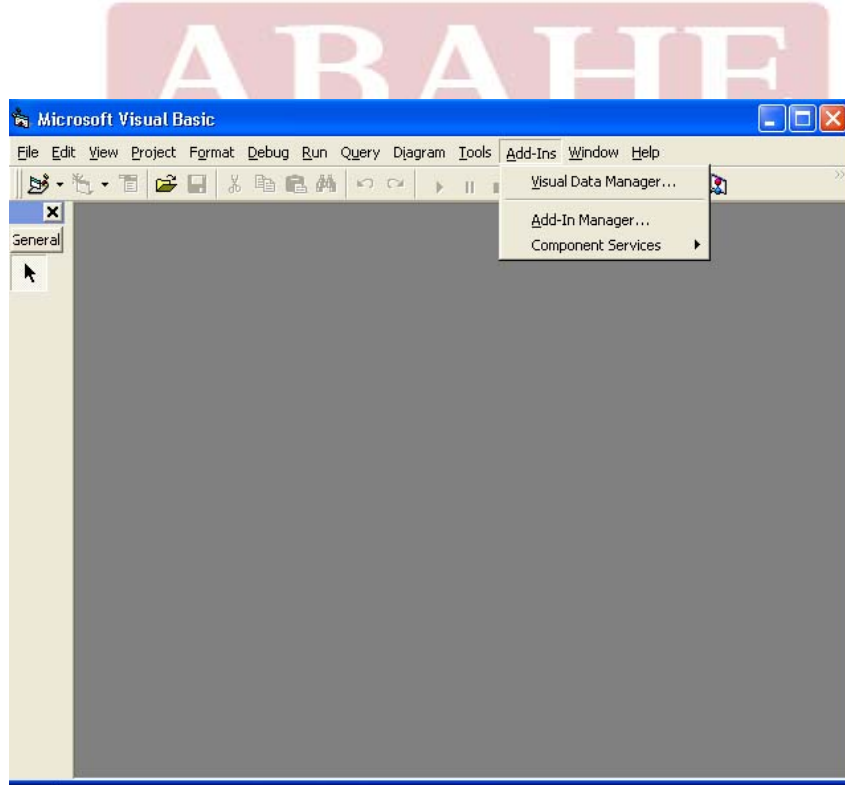 ABAHE
Microsoft Visual Basic
File Edit View Project Format Debug Run Query Diagram Tools Add-Ins Window Help
Visual Data Manager...
General
Add-In Manager...
Component Services